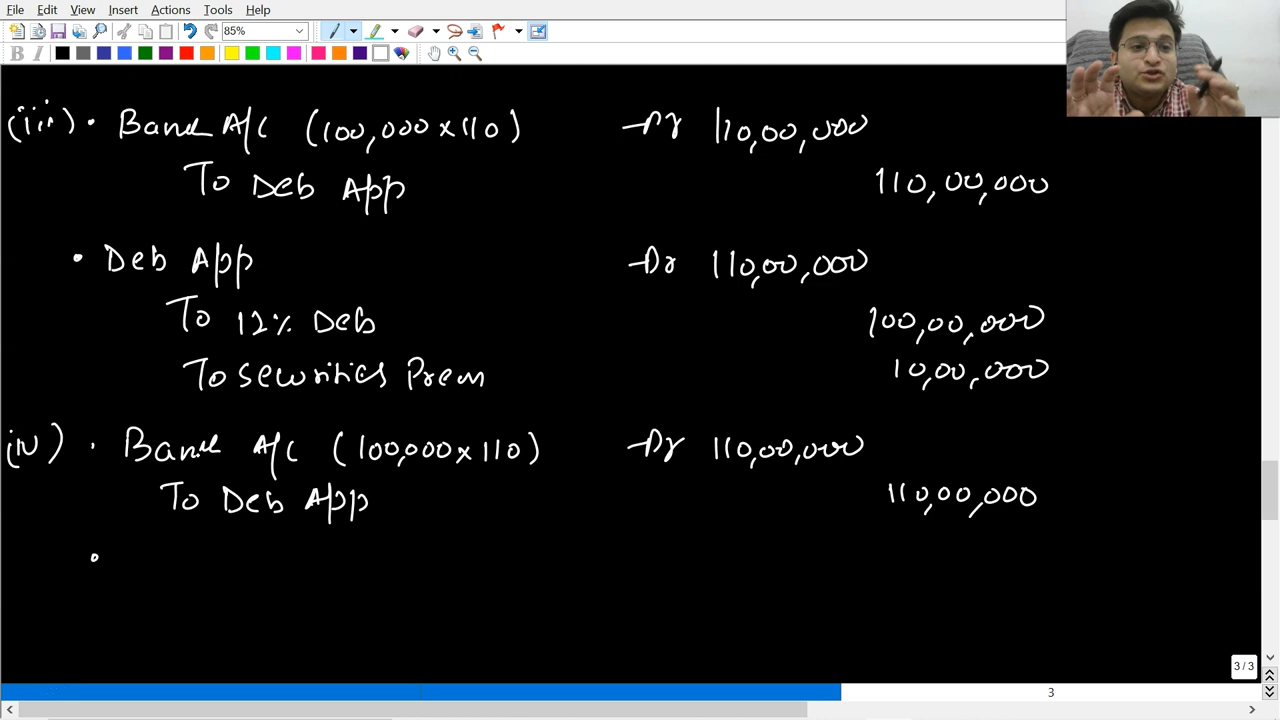 File Edit View Insert Actions Tools Help
85%
B I U
(iii) • Bank A/c (100,000 x 110) Dr 110,00,000
To Deb App 110,00,000
• Deb App Dr 110,00,000
To 12% Deb 100,00,000
To Securities Prem 10,00,000
(iv) • Bank A/c (100,000 x 110) Dr 110,00,000
To Deb App 110,00,000
•
3 / 3
3